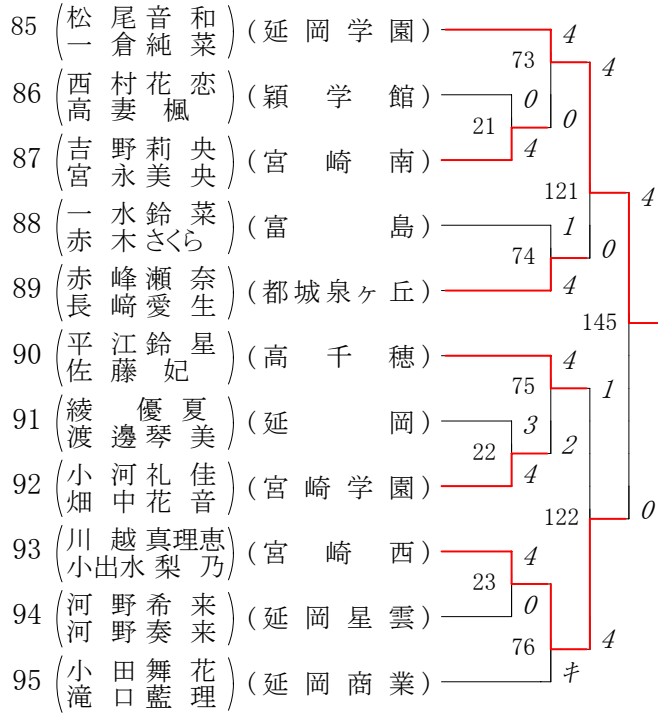 85 (松尾音和 一倉純菜) (延岡学園) 4
73 4
86 (西村花恋 高妻楓) (穎学館) 0
21 0
87 (吉野莉央 宮永美央) (宮崎南) 4
121 4
88 (一水鈴菜 赤木さくら) (富島) 1
74 0
89 (赤峰瀬奈 長﨑愛生) (都城泉ヶ丘) 4
145
90 (平江鈴星 佐藤妃) (高千穂) 4
75 1
91 (綾優夏 渡邊琴美) (延岡) 3
22 2
92 (小河礼佳 畑中花音) (宮崎学園) 4
122 0
93 (川越真理恵 小出水梨乃) (宮崎西) 4
23
94 (河野希来 河野奏来) (延岡星雲) 0
76 4
95 (小田舞花 滝口藍理) (延岡商業) キ